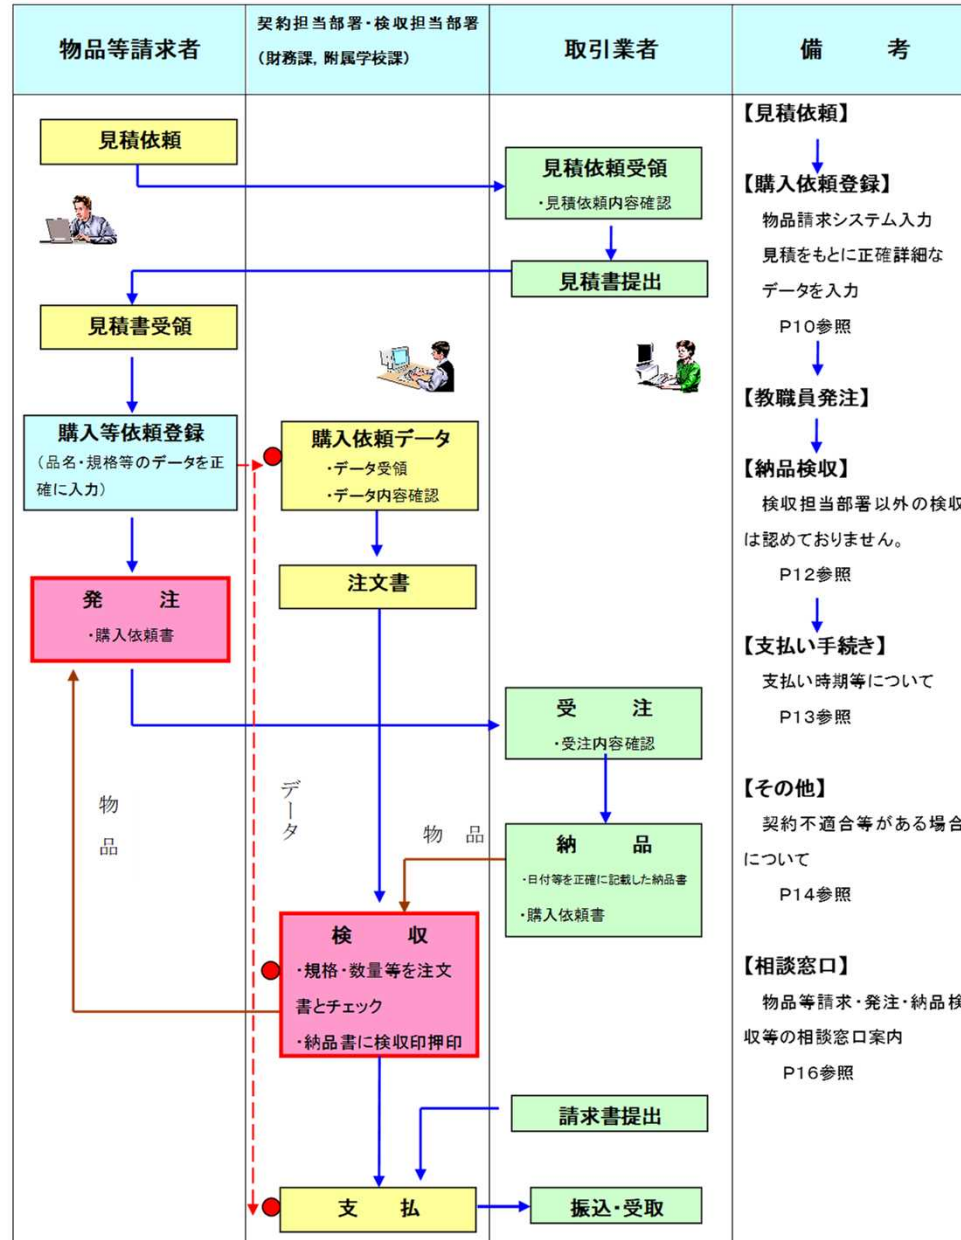 物品等請求者
契約担当部署・検収担当部署
（財務課, 附属学校課）
取引業者
備　　考
見積依頼
見積依頼受領
・見積依頼内容確認
見積書提出
見積書受領
購入等依頼登録
（品名・規格等のデータを正
確に入力）
購入依頼データ
・データ受領
・データ内容確認
発　　注
・購入依頼書
注文書
受　　注
・受注内容確認
物
品
データ
物　品
納　　品
・日付等を正確に記載した納品書
・購入依頼書
検　　収
・規格・数量等を注文
書とチェック
・納品書に検収印押印
請求書提出
支　　払
振込・受取
【見積依頼】
【購入依頼登録】
物品請求システム入力
見積をもとに正確詳細な
データを入力
P10参照
【教職員発注】
【納品検収】
検収担当部署以外の検収
は認めておりません。
P12参照
【支払い手続き】
支払い時期等について
P13参照
【その他】
契約不適合等がある場合
について
P14参照
【相談窓口】
物品等請求・発注・納品検
収等の相談窓口案内
P16参照